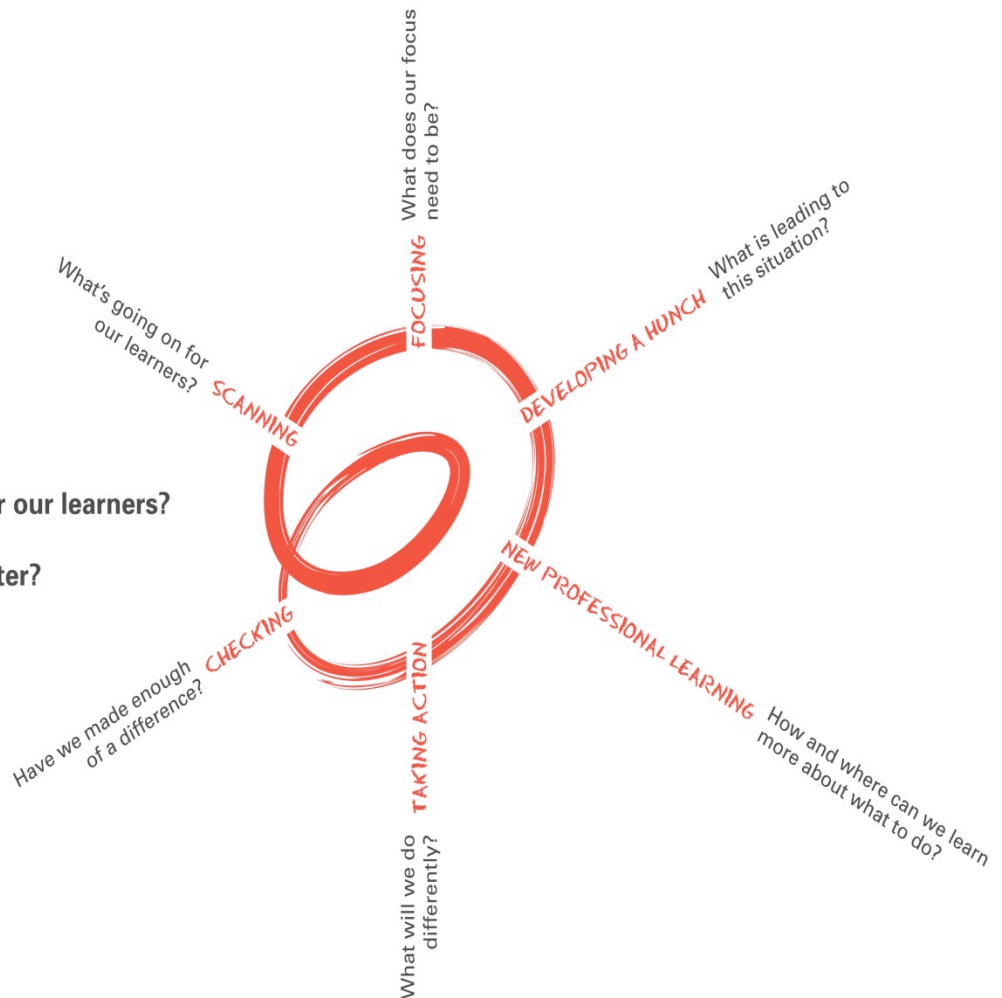 What does our focus
need to be?
FOCUSING
What is leading to
this situation?
DEVELOPING A HUNCH
What's going on for
our learners?
SCANNING
r our learners?
ter?
NEW PROFESSIONAL LEARNING
How and where can we learn
more about what to do?
CHECKING
Have we made enough
of a difference?
TAKING ACTION
What will we do
differently?